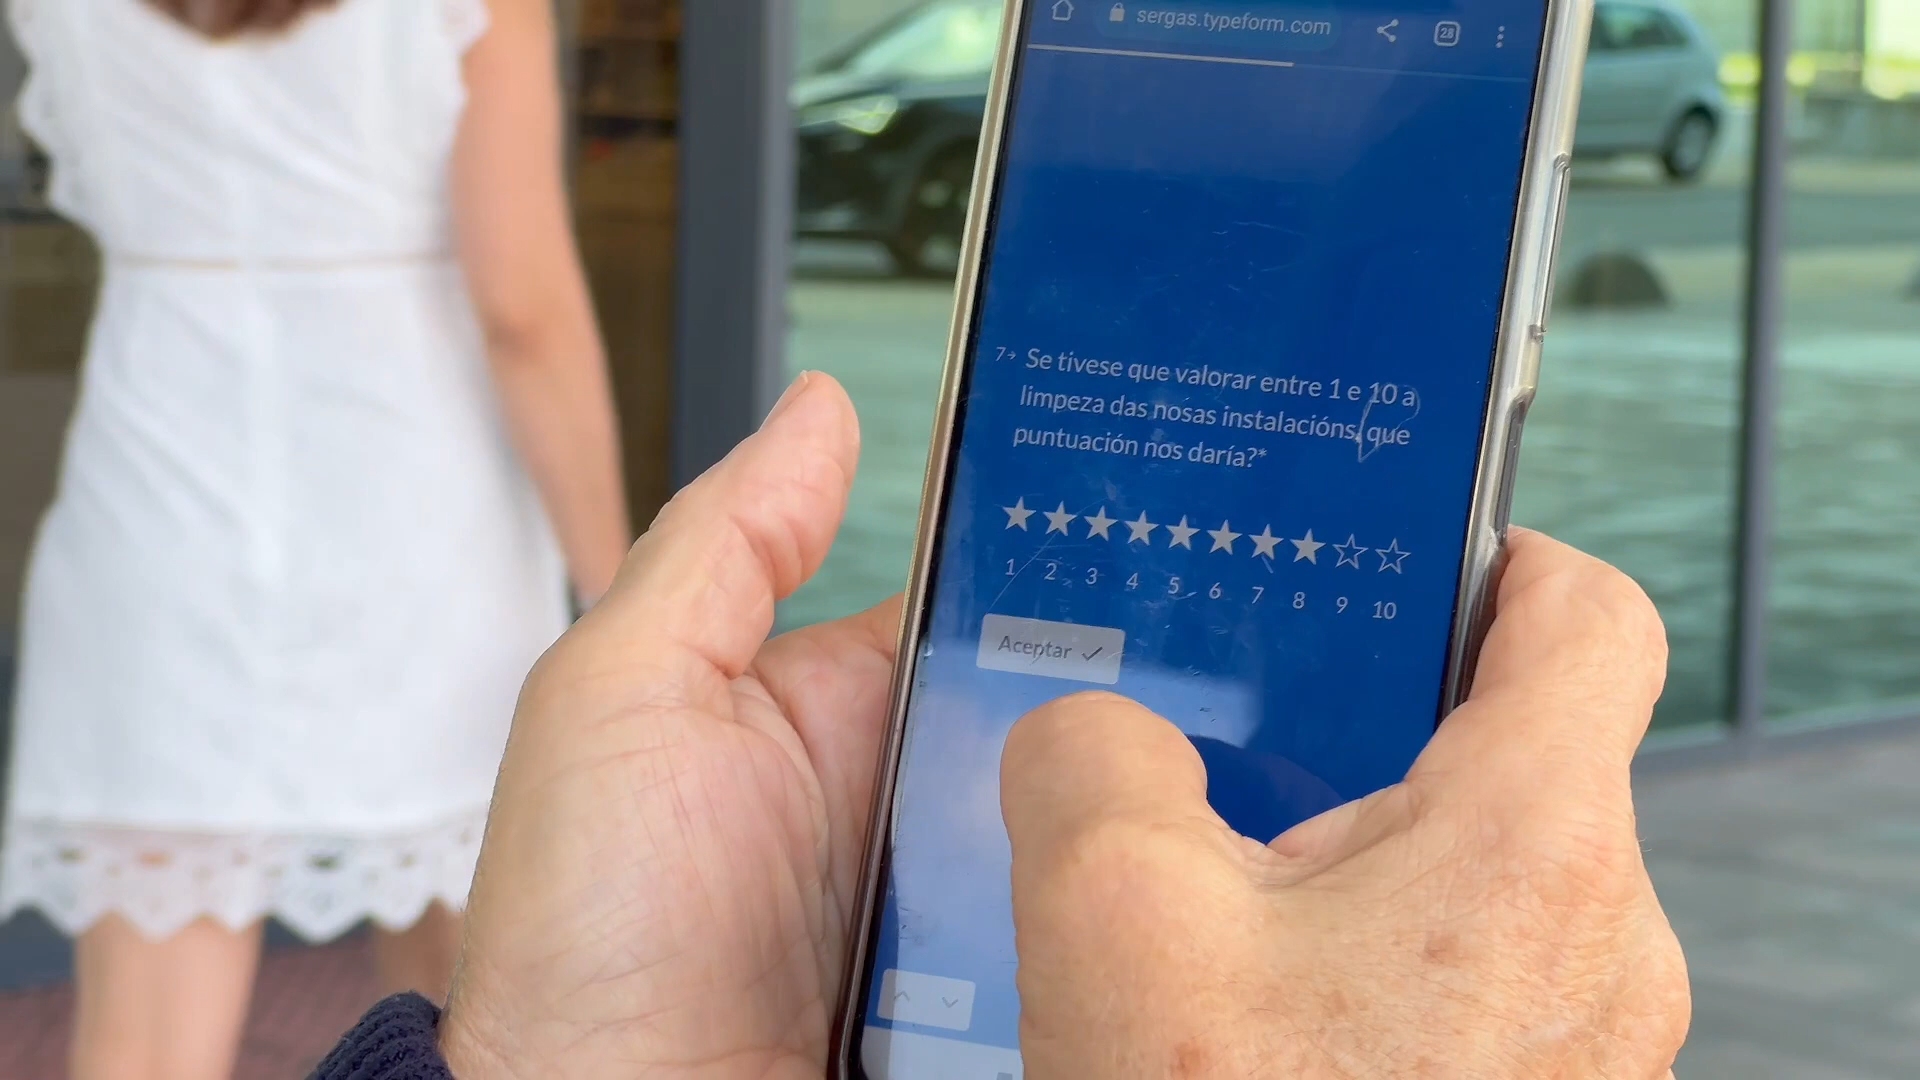 sergas.typeform.com
28
7→ Se tivese que valorar entre 1 e 10 a
limpeza das nosas instalacións, que
puntuación nos daría?*
1 2 3 4 5 6 7 8 9 10
Aceptar ✓